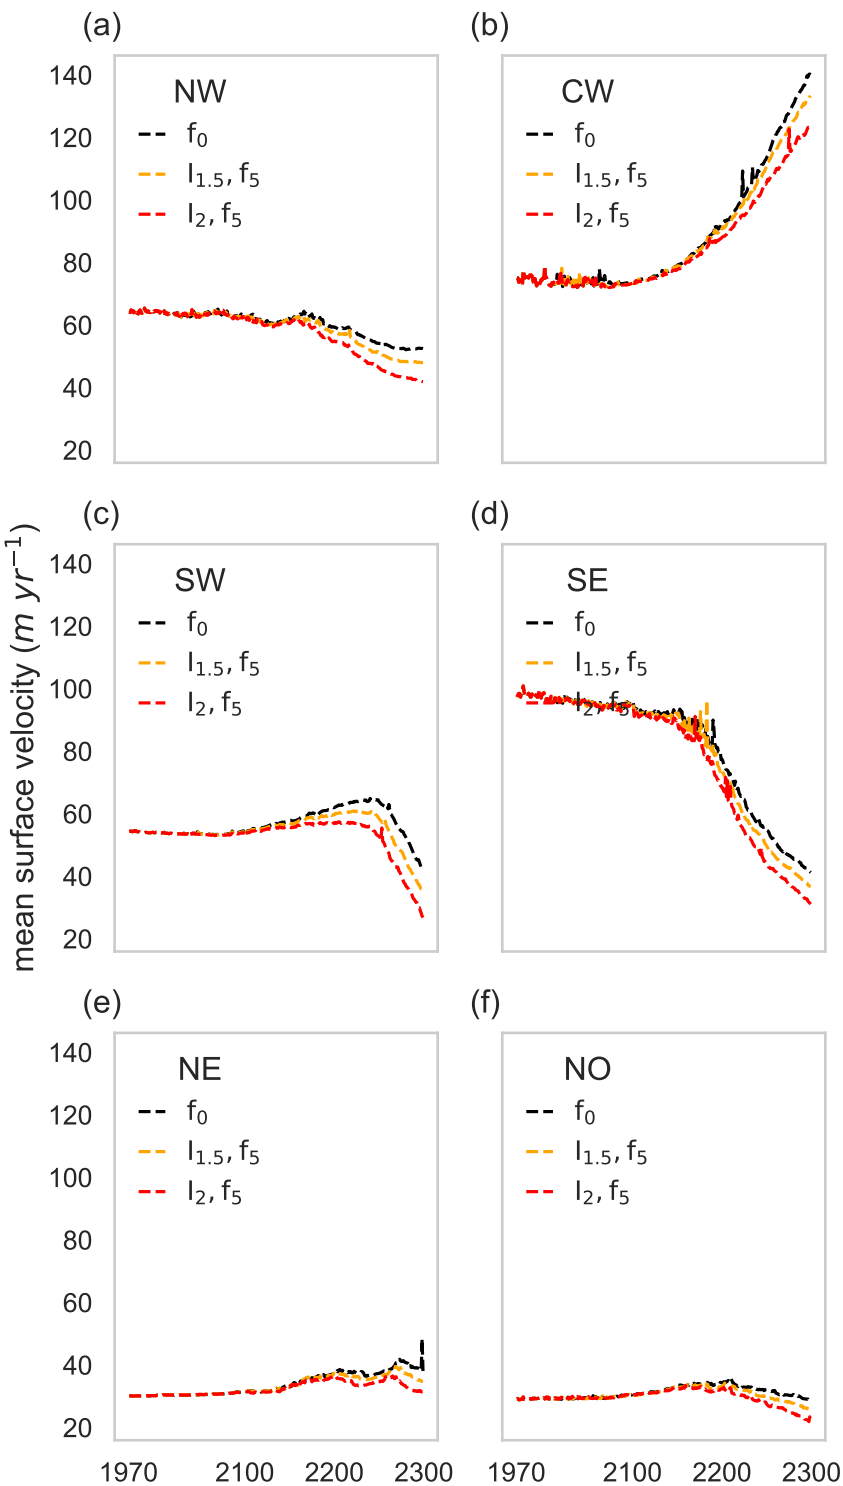 (a)
(b)
NW
f0
I1.5, f5
I2, f5
CW
f0
I1.5, f5
I2, f5
140
120
100
80
60
40
20
(c)
(d)
mean surface velocity (m yr−1)
SW
f0
I1.5, f5
I2, f5
SE
f0
I1.5, f5
I2, f5
140
120
100
80
60
40
20
(e)
(f)
NE
f0
I1.5, f5
I2, f5
NO
f0
I1.5, f5
I2, f5
140
120
100
80
60
40
20
1970 2100 2200 2300
1970 2100 2200 2300